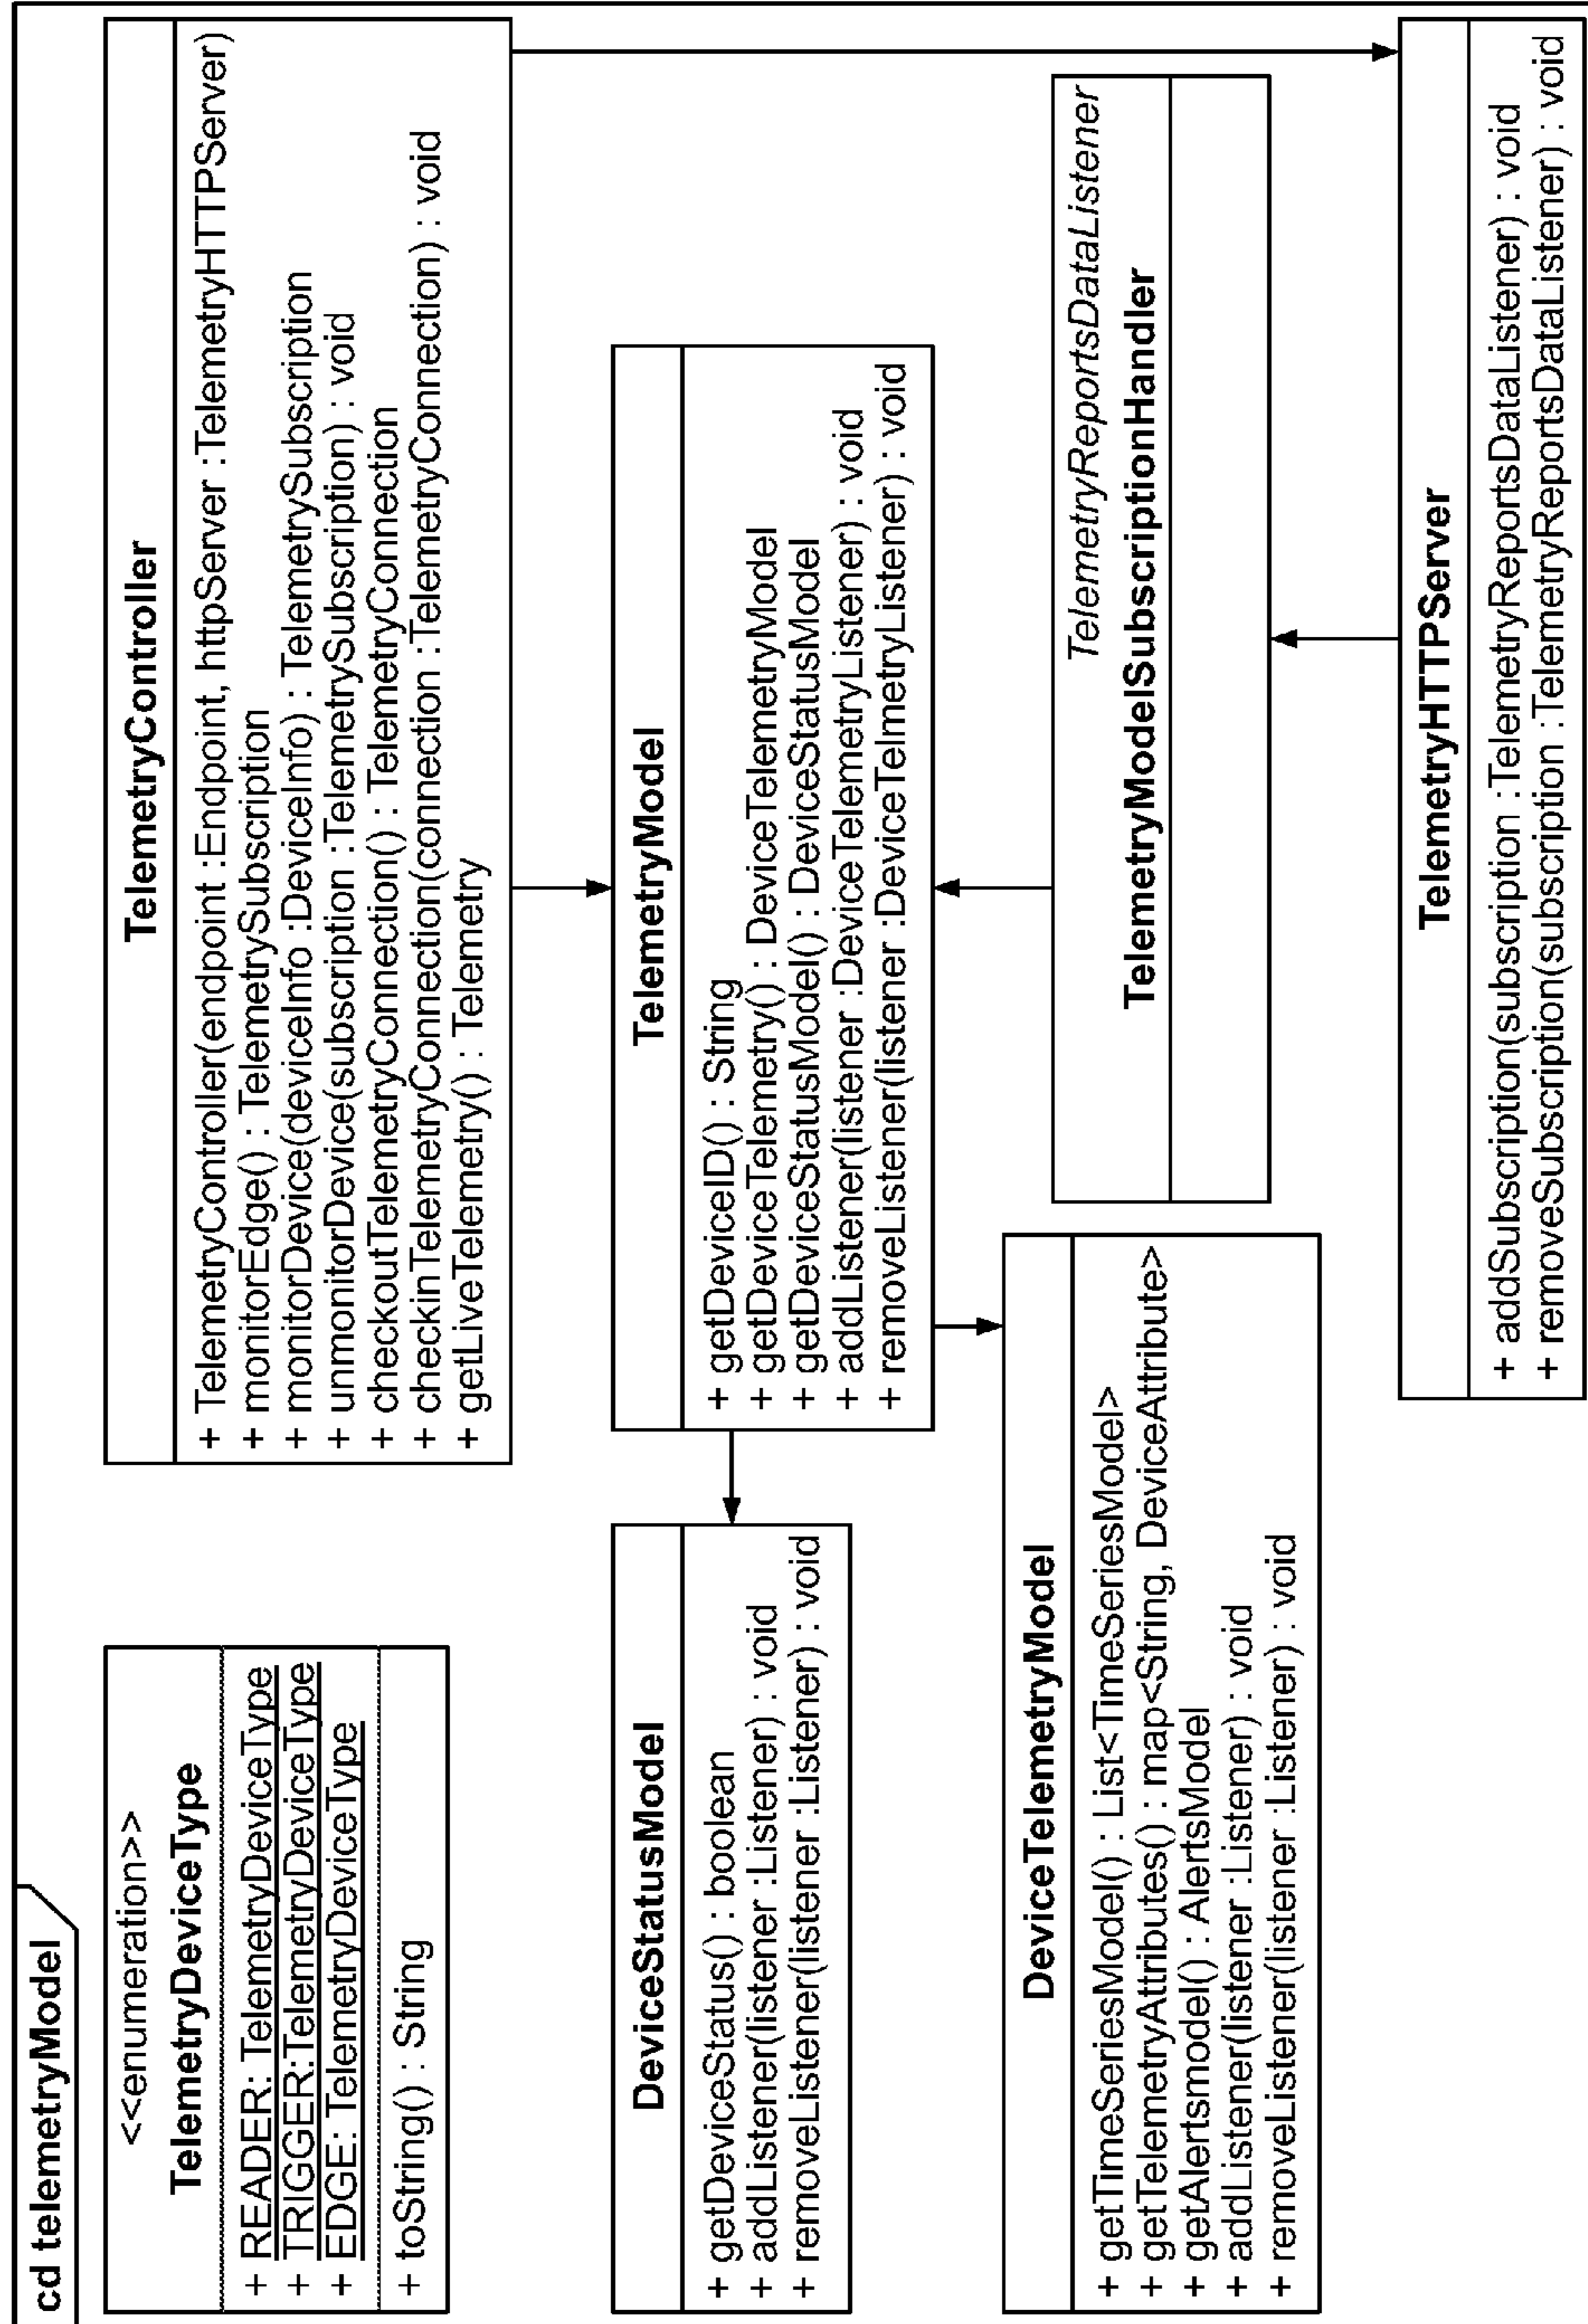 cd telemetryModel
<<enumeration>>
TelemetryDeviceType
+ READER: TelemetryDeviceType
+ TRIGGER:TelemetryDeviceType
+ EDGE: TelemetryDeviceType
+ toString() : String
TelemetryController
+ TelemetryController(endpoint :Endpoint, httpServer :TelemetryHTTPServer)
+ monitorEdge() : TelemetrySubscription
+ monitorDevice(deviceInfo :DeviceInfo) : TelemetrySubscription
+ unmonitorDevice(subscription :TelemetrySubscription) : void
+ checkoutTelemetryConnection() : TelemetryConnection
+ checkinTelemetryConnection(connection :TelemetryConnection) : void
+ getLiveTelemetry() : Telemetry
DeviceStatusModel
+ getDeviceStatus() : boolean
+ addListener(listener :Listener) : void
+ removeListener(listener :Listener) : void
TelemetryModel
+ getDeviceID() : String
+ getDeviceTelemetry() : DeviceTelemetryModel
+ getDeviceStatusModel() : DeviceStatusModel
+ addListener(listener :DeviceTelemetryListener) : void
+ removeListener(listener :DeviceTelmetryListener) : void
DeviceTelemetryModel
+ getTimeSeriesModel() : List<TimeSeriesModel>
+ getTelemetryAttributes() : map<String, DeviceAttribute>
+ getAlertsmodel() : AlertsModel
+ addListener(listener :Listener) : void
+ removeListener(listener :Listener) : void
TelemetryReportsDataListener
TelemetryModelSubscriptionHandler
TelemetryHTTPServer
+ addSubscription(subscription :TelemetryReportsDataListener) : void
+ removeSubscription(subscription :TelemetryReportsDataListener) : void